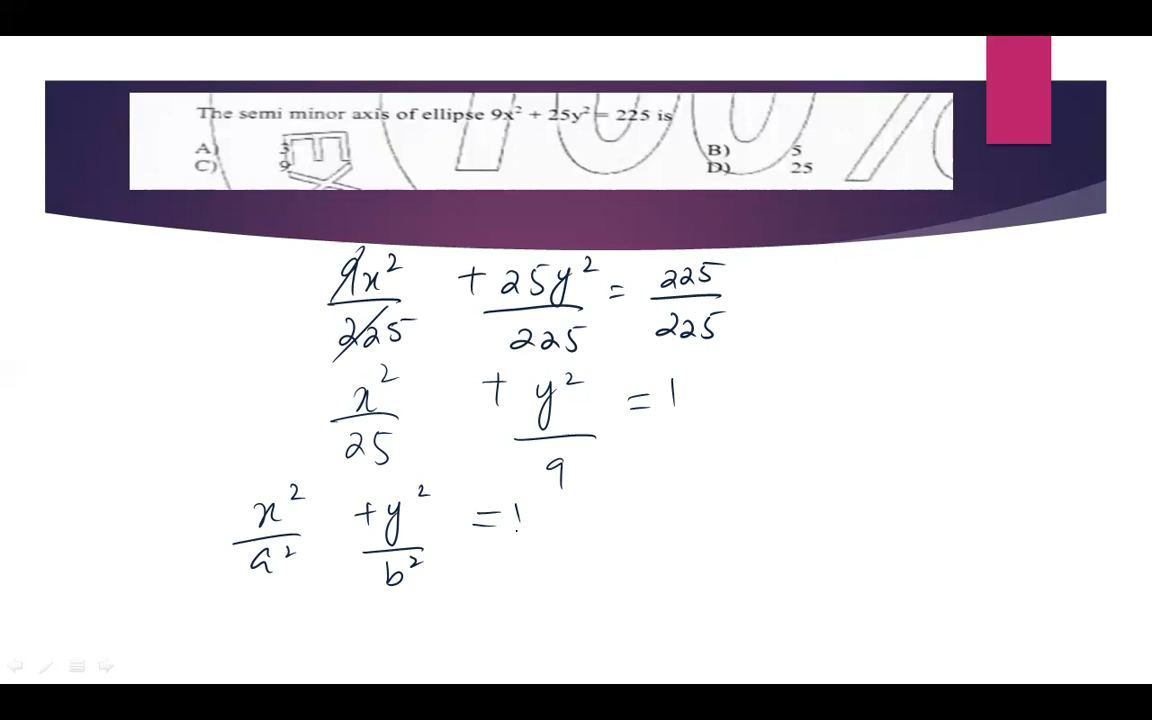 The semi minor axis of ellipse 9x² + 25y² = 225 is
A) 3 B) 5
C) 9 D) 25
9x²/225 + 25y²/225 = 225/225
x²/25 + y²/9 = 1
x²/a² + y²/b² = 1